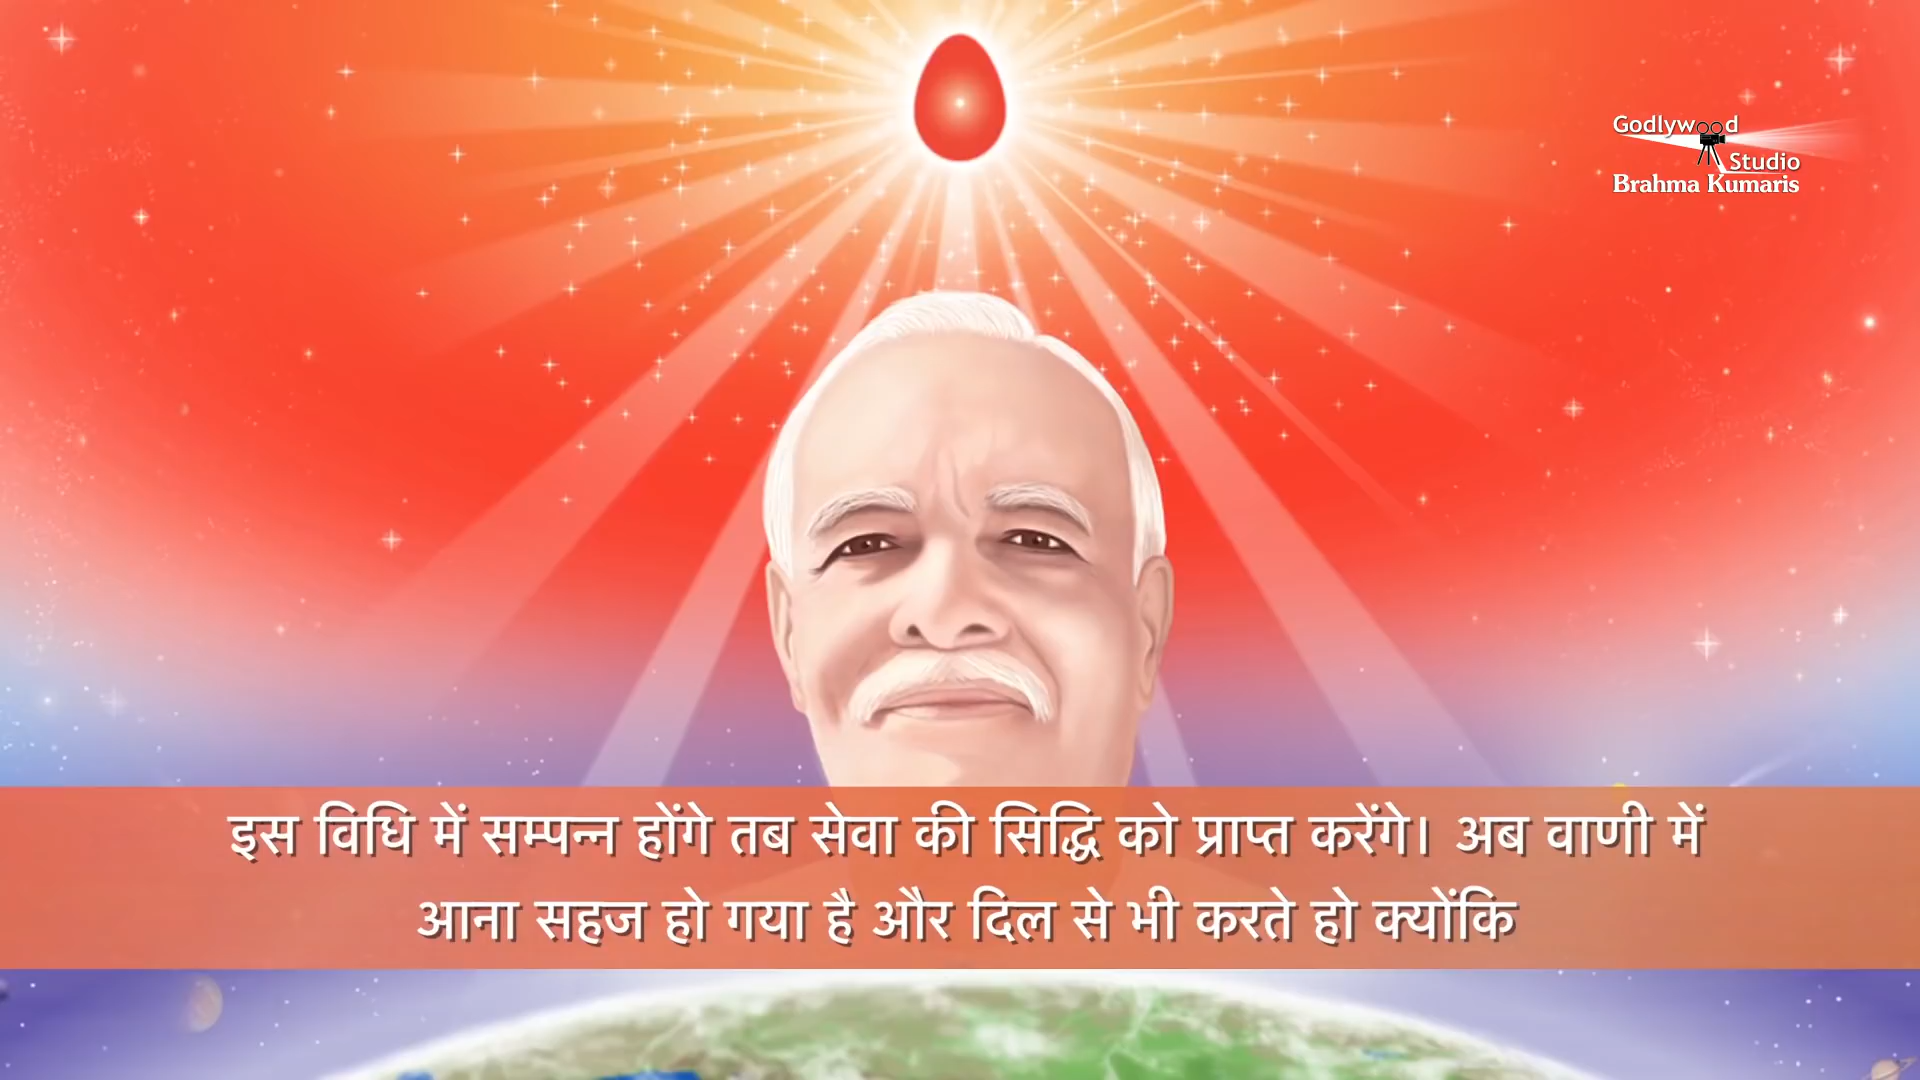 Godlywood
Studio
Brahma Kumaris
इस विधि में सम्पन्न होंगे तब सेवा की सिद्धि को प्राप्त करेंगे। अब वाणी में
आना सहज हो गया है और दिल से भी करते हो क्योंकि